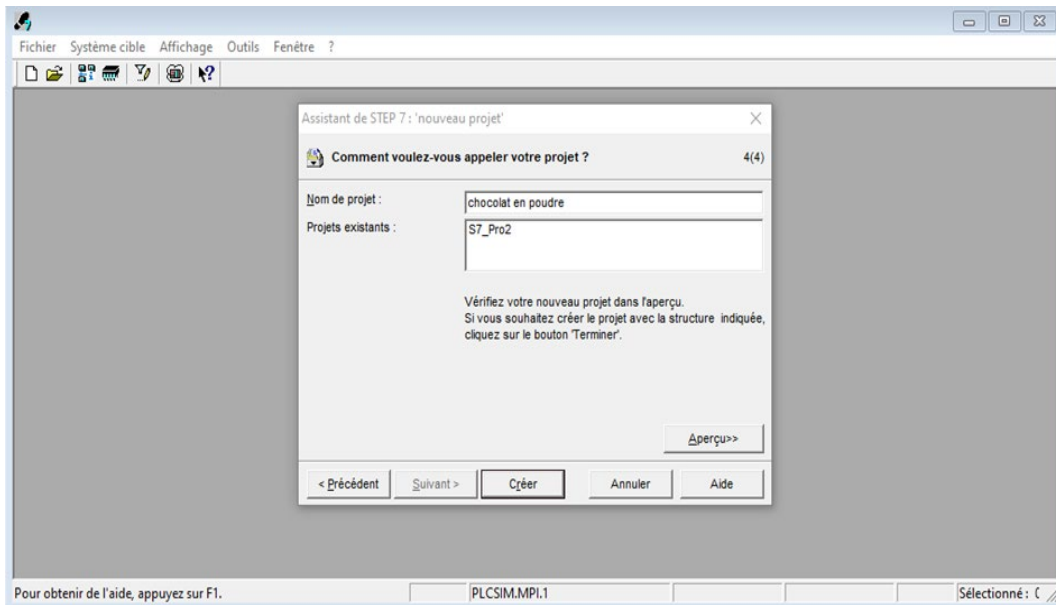 Fichier Système cible Affichage Outils Fenêtre ?
Assistant de STEP 7 : 'nouveau projet'
Comment voulez-vous appeler votre projet ? 4(4)
Nom de projet : chocolat en poudre
Projets existants : S7_Pro2
Vérifiez votre nouveau projet dans l'aperçu.
Si vous souhaitez créer le projet avec la structure indiquée,
cliquez sur le bouton 'Terminer'.
Aperçu>>
< Précédent Suivant > Créer Annuler Aide
Pour obtenir de l'aide, appuyez sur F1. PLCSIM.MPI.1 Sélectionné :